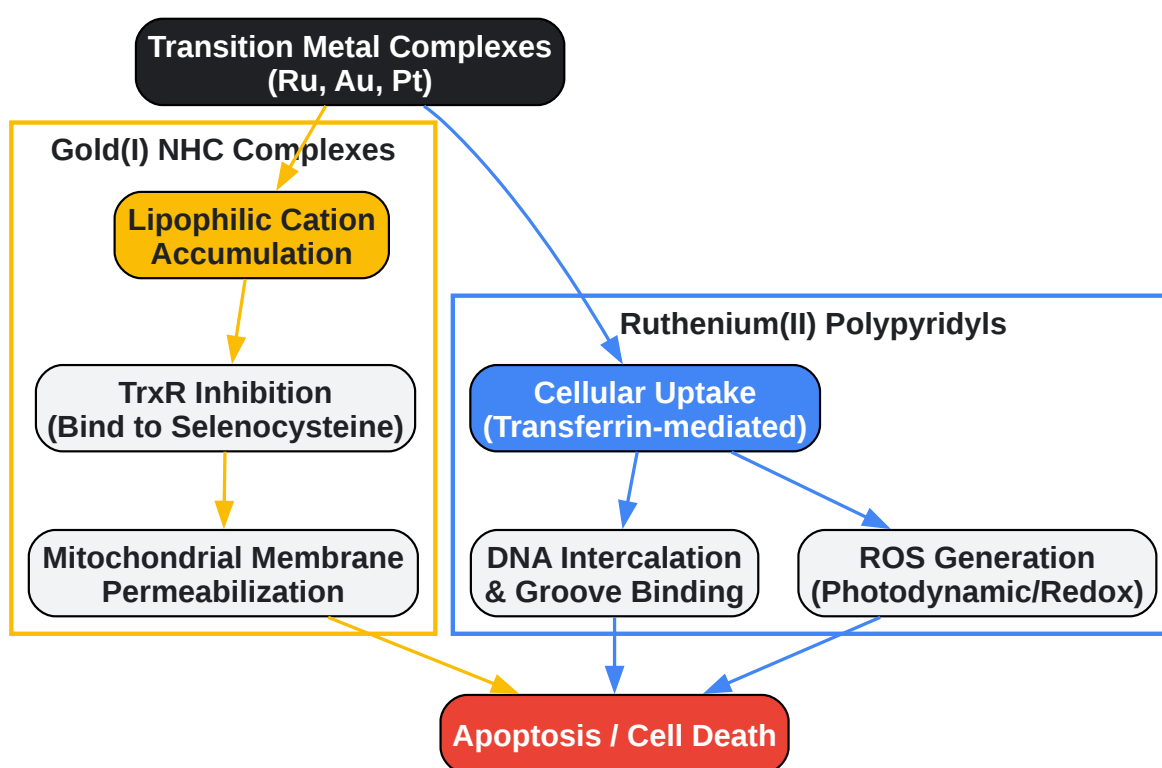 Transition Metal Complexes
(Ru, Au, Pt)
Gold(I) NHC Complexes
Lipophilic Cation
Accumulation
TrxR Inhibition
(Bind to Selenocysteine)
Mitochondrial Membrane
Permeabilization
Ruthenium(II) Polypyridyls
Cellular Uptake
(Transferrin-mediated)
DNA Intercalation
& Groove Binding
ROS Generation
(Photodynamic/Redox)
Apoptosis / Cell Death